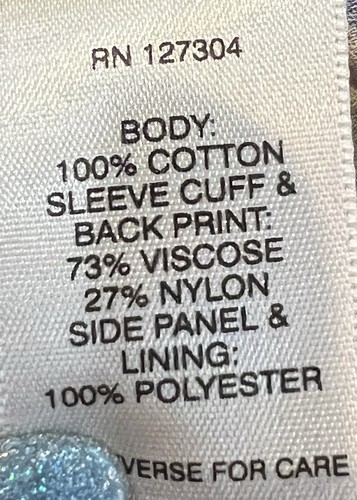 RN 127304
BODY:
100% COTTON
SLEEVE CUFF &
BACK PRINT:
73% VISCOSE
27% NYLON
SIDE PANEL &
LINING:
100% POLYESTER
VERSE FOR CARE